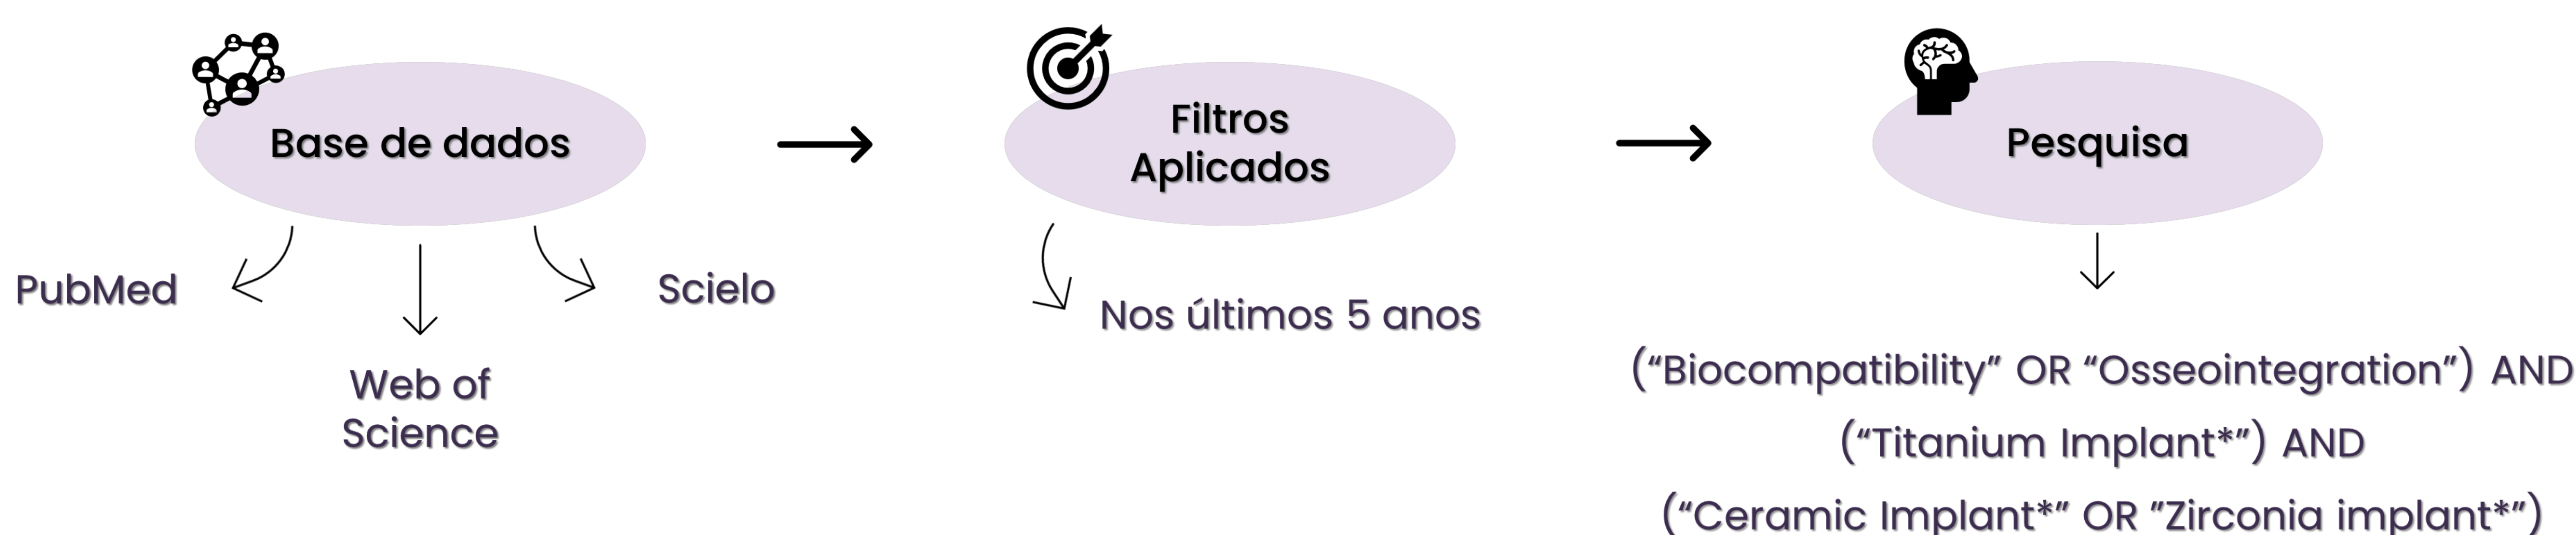 Base de dados
PubMed
Web of
Science
Scielo
Filtros
Aplicados
Nos últimos 5 anos
Pesquisa
(“Biocompatibility” OR “Osseointegration”) AND
(“Titanium Implant*”) AND
(“Ceramic Implant*” OR ”Zirconia implant*”)